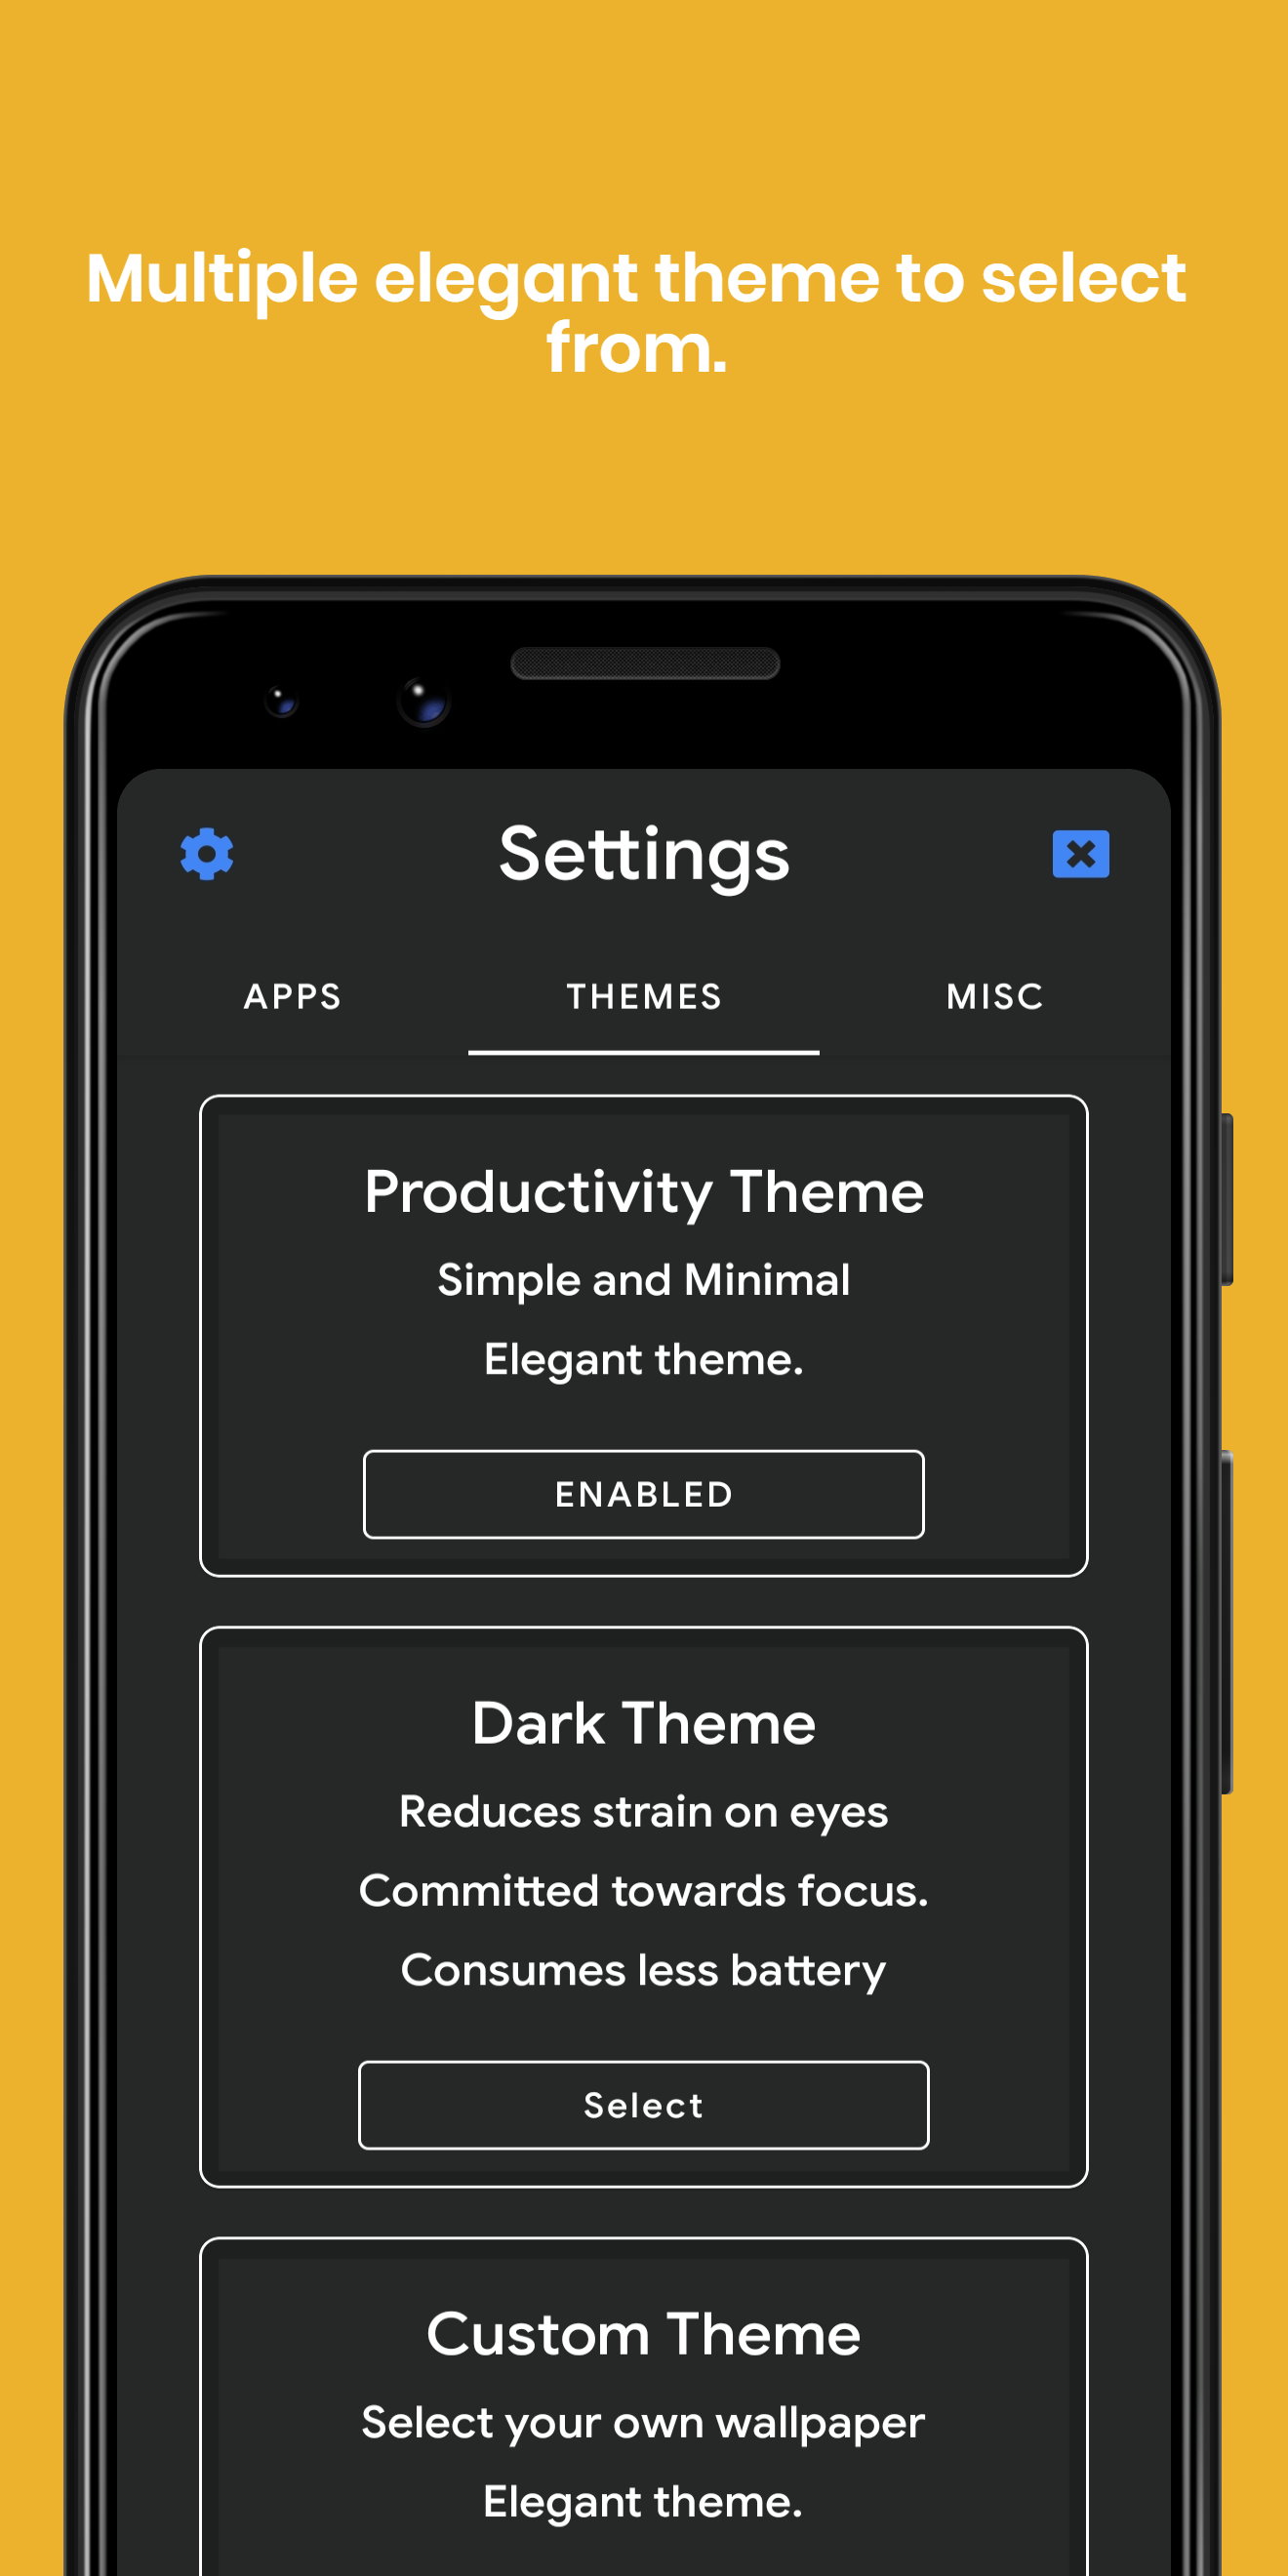 Multiple elegant theme to select
from.
Settings
APPS THEMES MISC
Productivity Theme
Simple and Minimal
Elegant theme.
ENABLED
Dark Theme
Reduces strain on eyes
Committed towards focus.
Consumes less battery
Select
Custom Theme
Select your own wallpaper
Elegant theme.